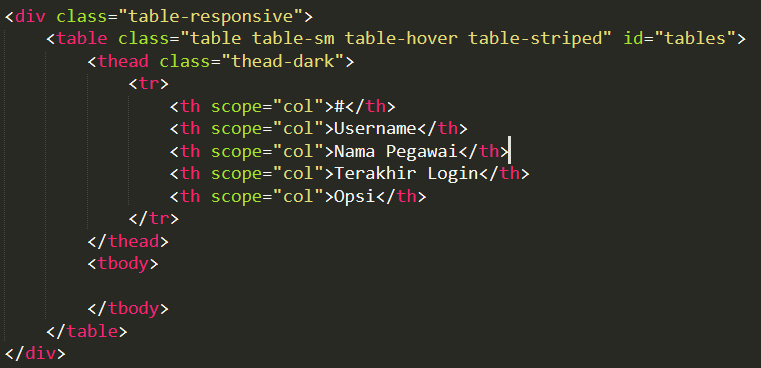 <div class="table-responsive">
    <table class="table table-sm table-hover table-striped" id="tables">
        <thead class="thead-dark">
            <tr>
                <th scope="col">#</th>
                <th scope="col">Username</th>
                <th scope="col">Nama Pegawai</th>
                <th scope="col">Terakhir Login</th>
                <th scope="col">Opsi</th>
            </tr>
        </thead>
        <tbody>

        </tbody>
    </table>
</div>